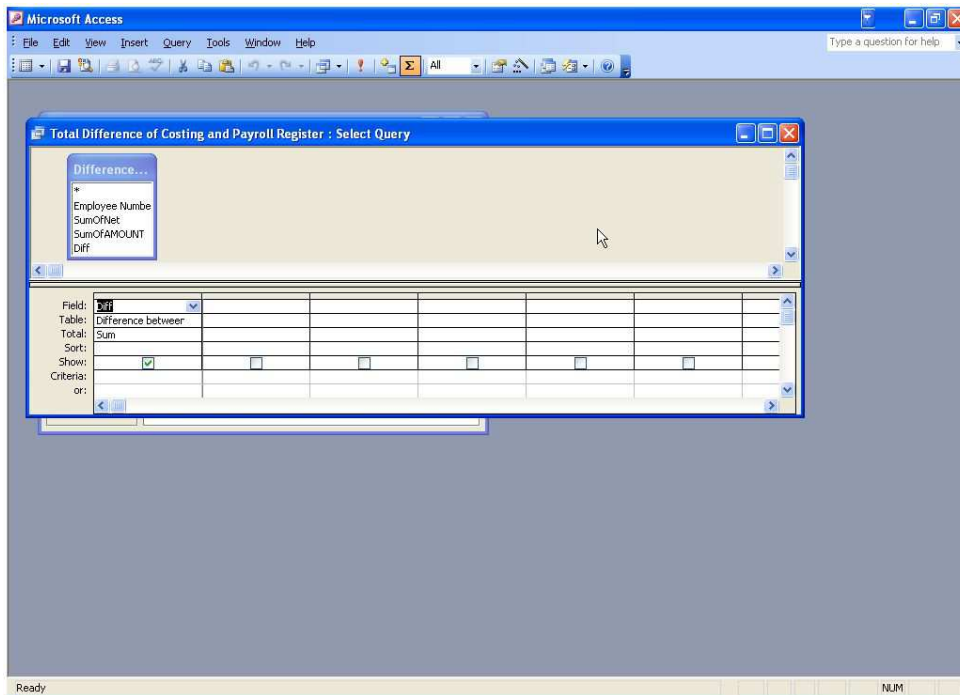 Microsoft Access
File Edit View Insert Query Tools Window Help
Type a question for help
Σ All
Total Difference of Costing and Payroll Register : Select Query
Difference...
*
Employee Numbe
SumOfNet
SumOfAMOUNT
Diff
Field: Diff
Table: Difference betweer
Total: Sum
Sort:
Show:
Criteria:
or:
Ready
NUM